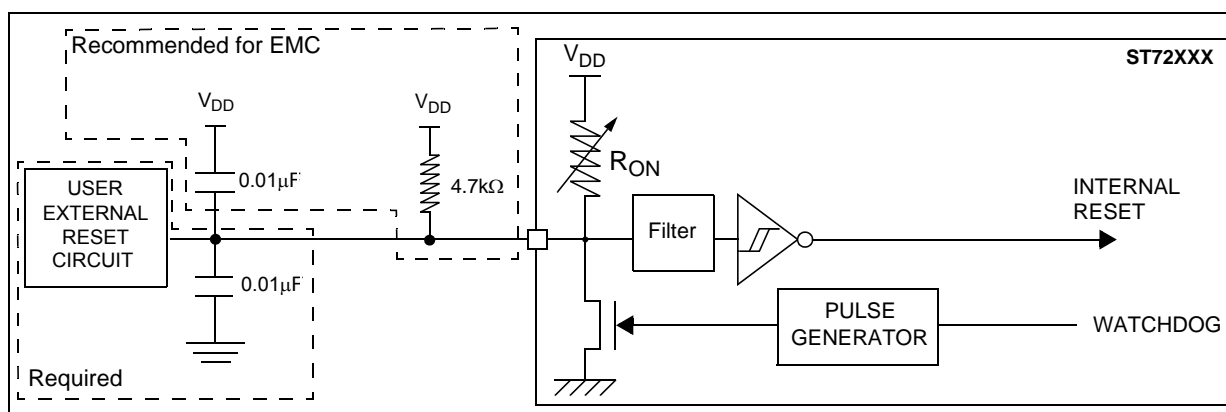 Recommended for EMC
VDD
VDD
0.01μF
4.7kΩ
USER
EXTERNAL
RESET
CIRCUIT
0.01μF
Required
ST72XXX
VDD
RON
Filter
INTERNAL
RESET
PULSE
GENERATOR
WATCHDOG